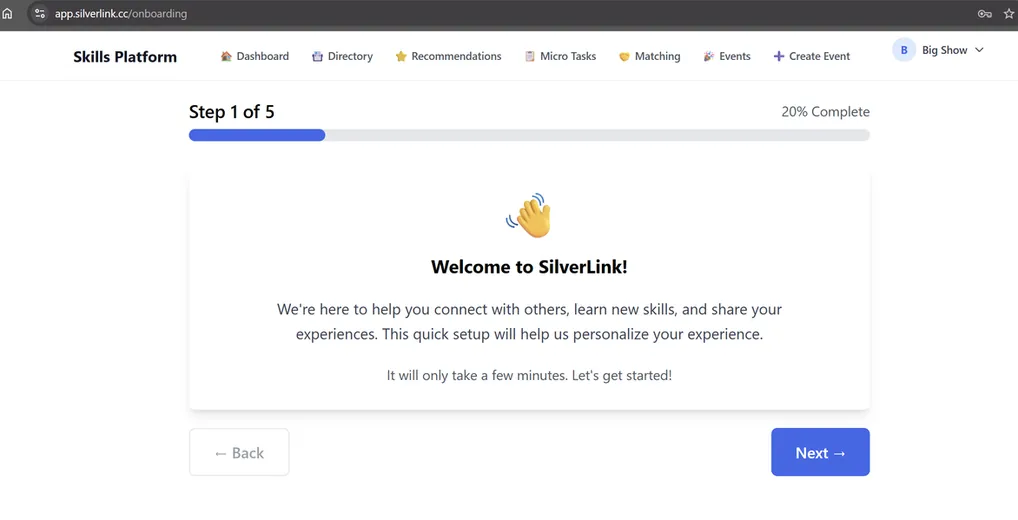 app.silverlink.cc/onboarding
Skills Platform
Dashboard
Directory
Recommendations
Micro Tasks
Matching
Events
Create Event
B
Big Show
Step 1 of 5
20% Complete
Welcome to SilverLink!
We're here to help you connect with others, learn new skills, and share your
experiences. This quick setup will help us personalize your experience.
It will only take a few minutes. Let's get started!
← Back
Next →